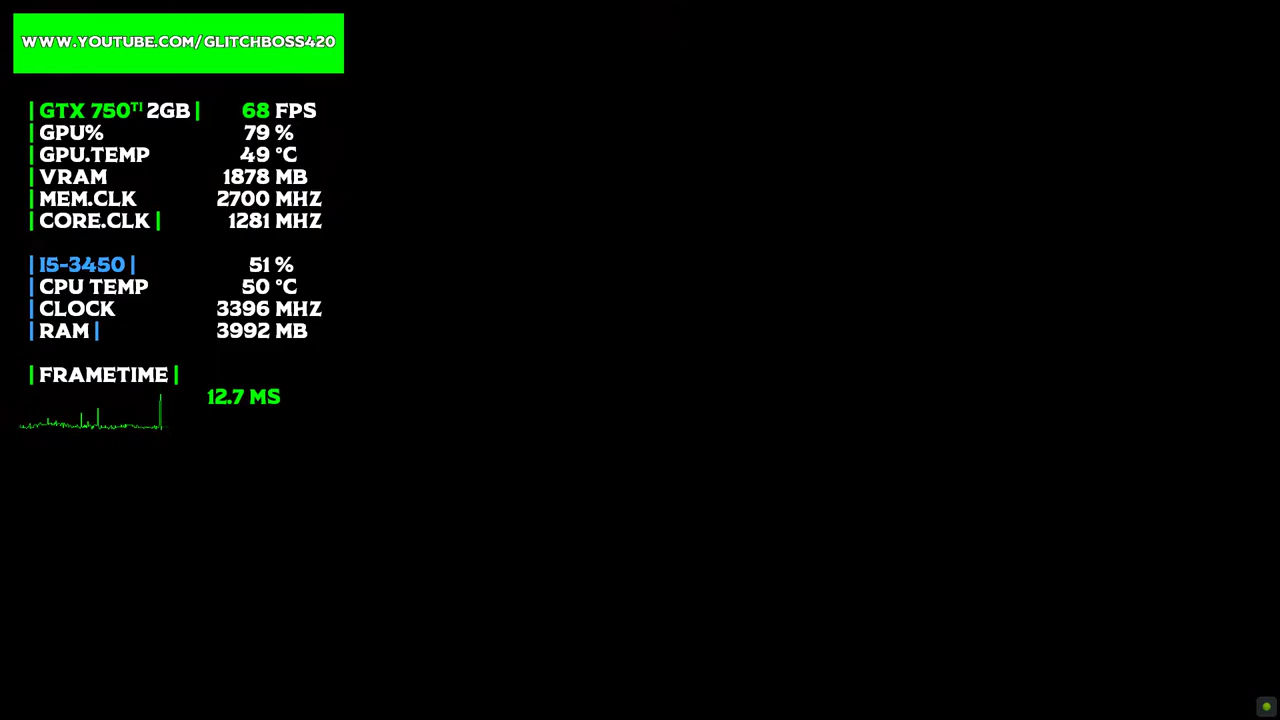 WWW.YOUTUBE.COM/GLITCHBOSS420
| GTX 750TI 2GB | 68 FPS
| GPU% 79 %
| GPU.TEMP 49 °C
| VRAM 1878 MB
| MEM.CLK 2700 MHZ
| CORE.CLK | 1281 MHZ
| I5-3450 | 51 %
| CPU TEMP 50 °C
| CLOCK 3396 MHZ
| RAM | 3992 MB
| FRAMETIME |
12.7 MS